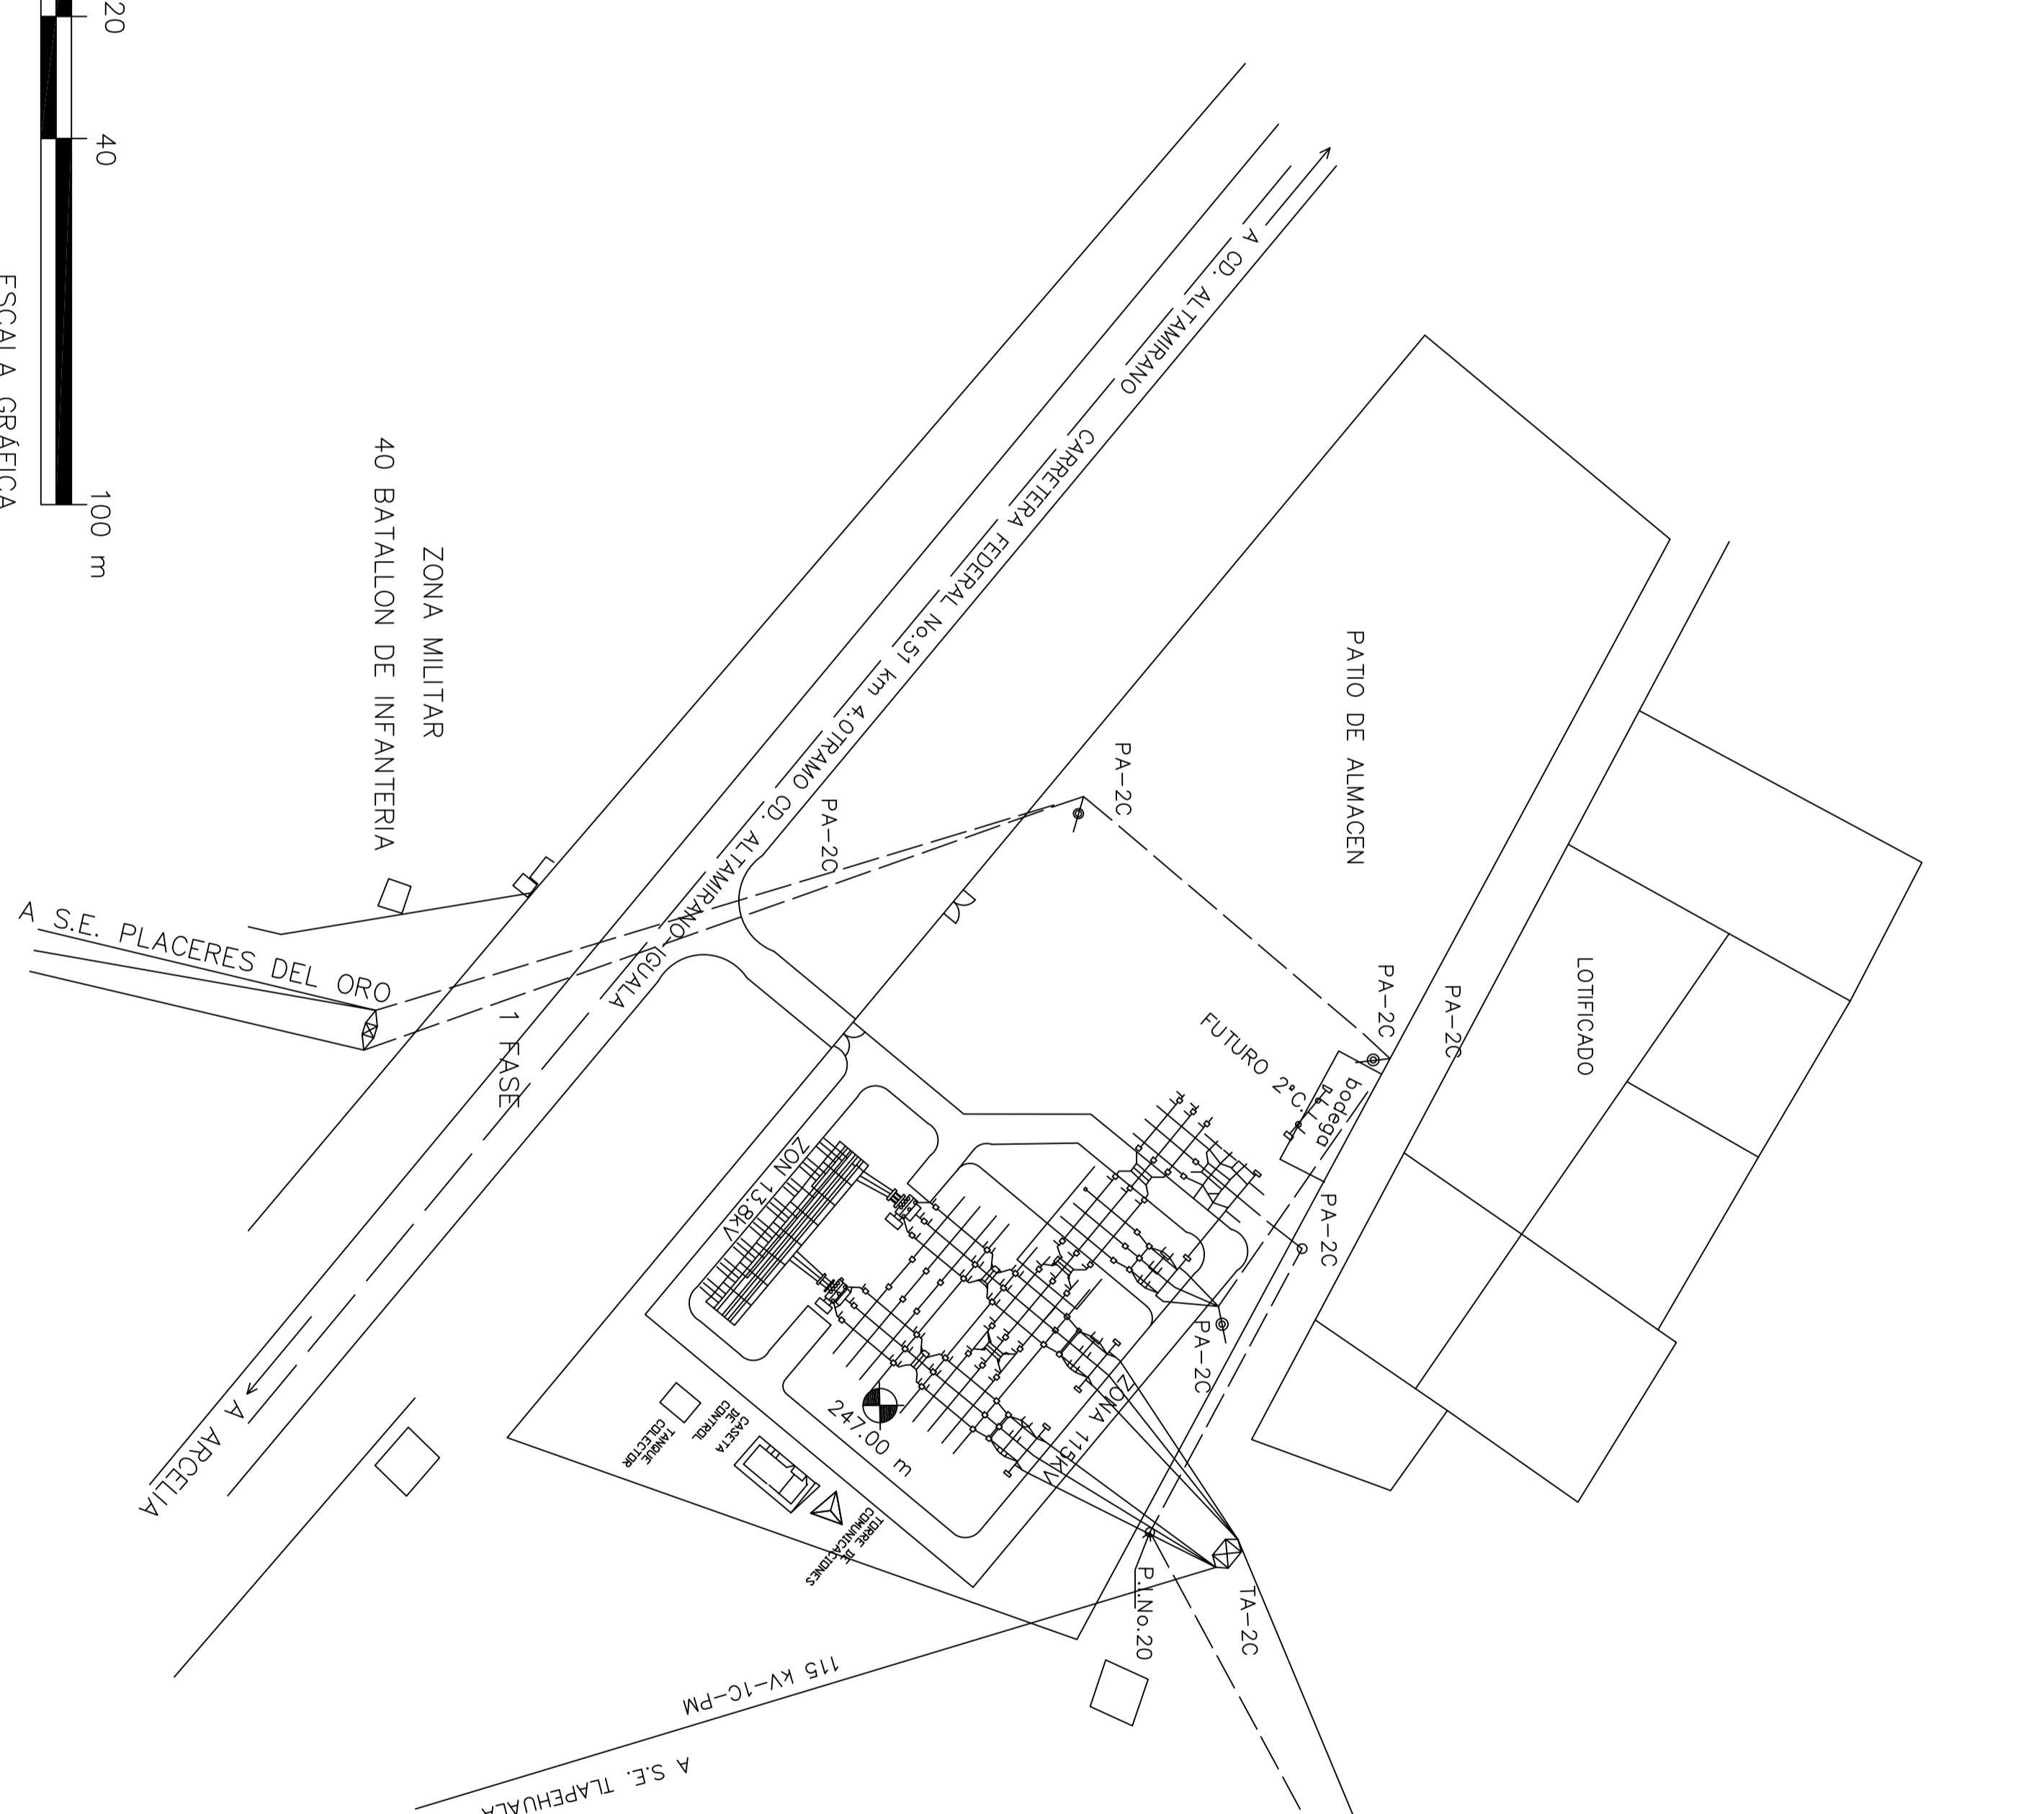 20
40
100 m
ESCALA GRÁFICA
ZONA MILITAR
40 BATALLON DE INFANTERIA
A CD. ALTAMIRANO
CARRETERA FEDERAL No.51 km 4.0TRAMO CD. ALTAMIRANO-IGUALA
PATIO DE ALMACEN
LOTIFICADO
PA-2C
PA-2C
PA-2C
PA-2C
PA-2C
PA-2C
FUTURO 2°C.
bodega
A S.E. PLACERES DEL ORO
1 FASE
ZON 13.8kV
ZONA 115kV
247.00 m
CASETA
DE
CONTROL
TANQUE
COLECTOR
TORRE DE
COMUNICACIONES
A ARCELIA
P.I.No.20
TA-2C
115 kV-1C-PM
A S.E. TLAPEHUALA